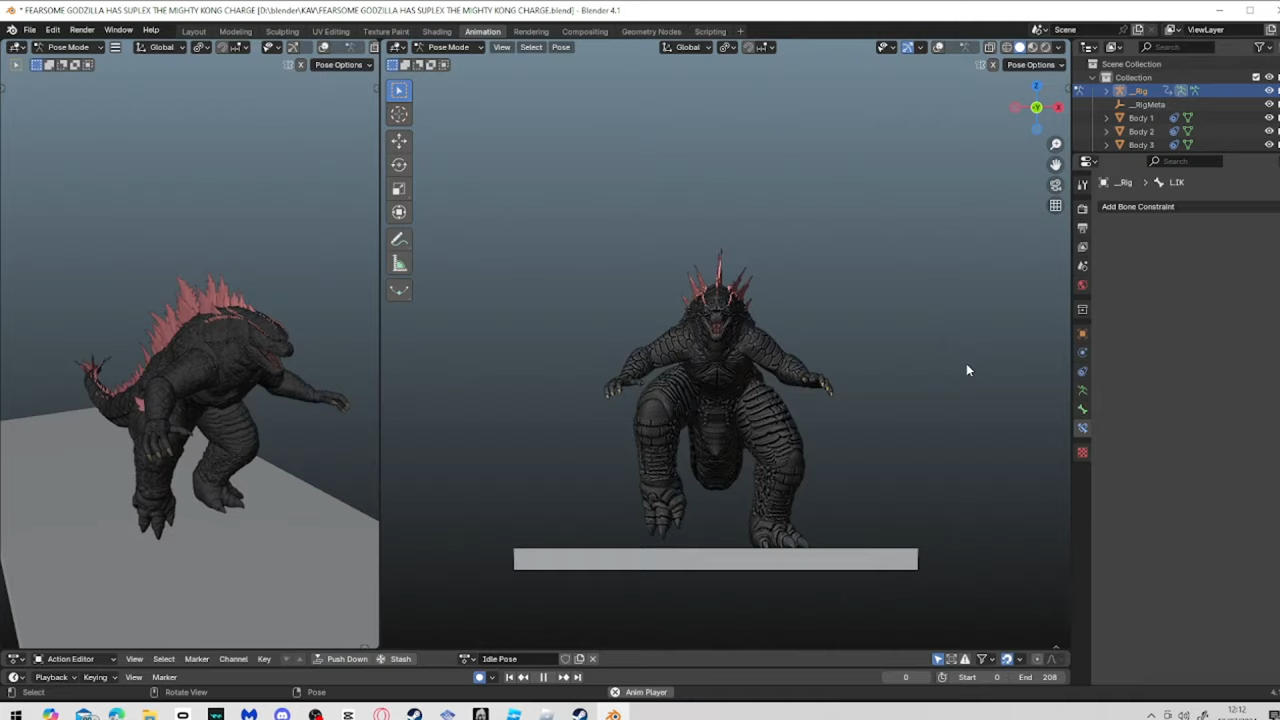 * FEARSOME GODZILLA HAS SUPLEX THE MIGHTY KONG CHARGE [D:\blender\KAV\FEARSOME GODZILLA HAS SUPLEX THE MIGHTY KONG CHARGE.blend] - Blender 4.1
File Edit Render Window Help Layout Modeling Sculpting UV Editing Texture Paint Shading Animation Rendering Compositing Geometry Nodes Scripting + Scene ViewLayer
Pose Mode Global Pose Mode View Select Pose Global Search
Pose Options Pose Options Scene Collection
Collection
__Rig
__RigMeta
Body 1
Body 2
Body 3
Search
__Rig > L.IK
Add Bone Constraint
X
Y
Z
Action Editor View Select Marker Channel Key Push Down Stash Idle Pose
Playback Keying View Marker 0 Start 0 End 208
Select Rotate View Pose Anim Player
12:12